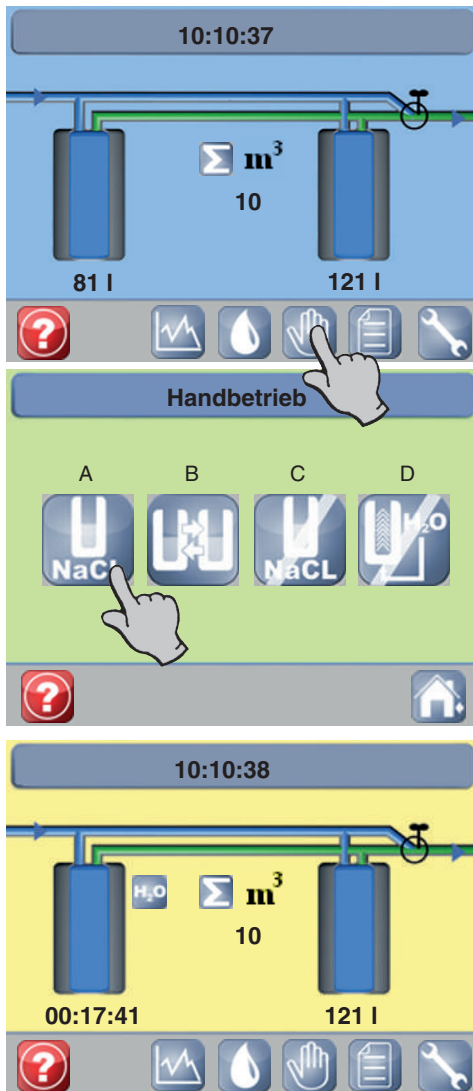 10:10:37
Σ m³
10
81 l 121 l
?
Handbetrieb
A B C D
NaCL NaCL H₂O
?
10:10:38
H₂O Σ m³
10
00:17:41 121 l
?